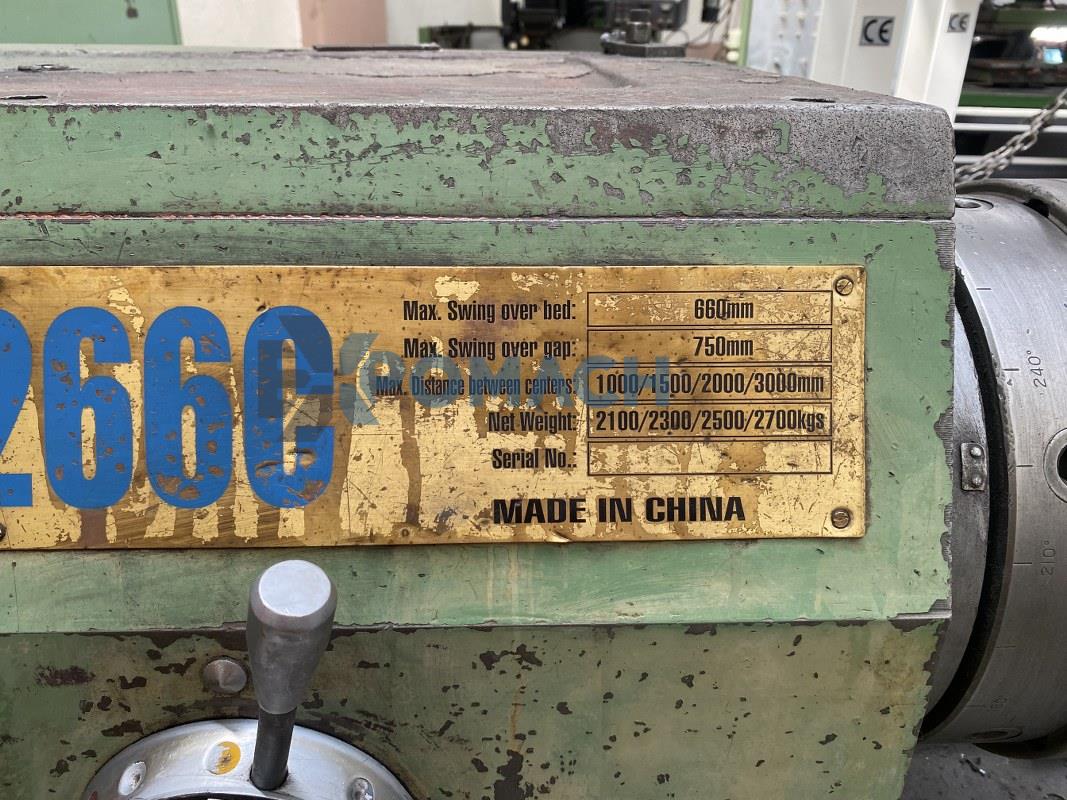 2660
Max. Swing over bed: 660mm
Max. Swing over gap: 750mm
Max. Distance between centers: 1000/1500/2000/3000mm
Net Weight: 2100/2300/2500/2700kgs
Serial No.:
MADE IN CHINA
CE
CE
240°
210°